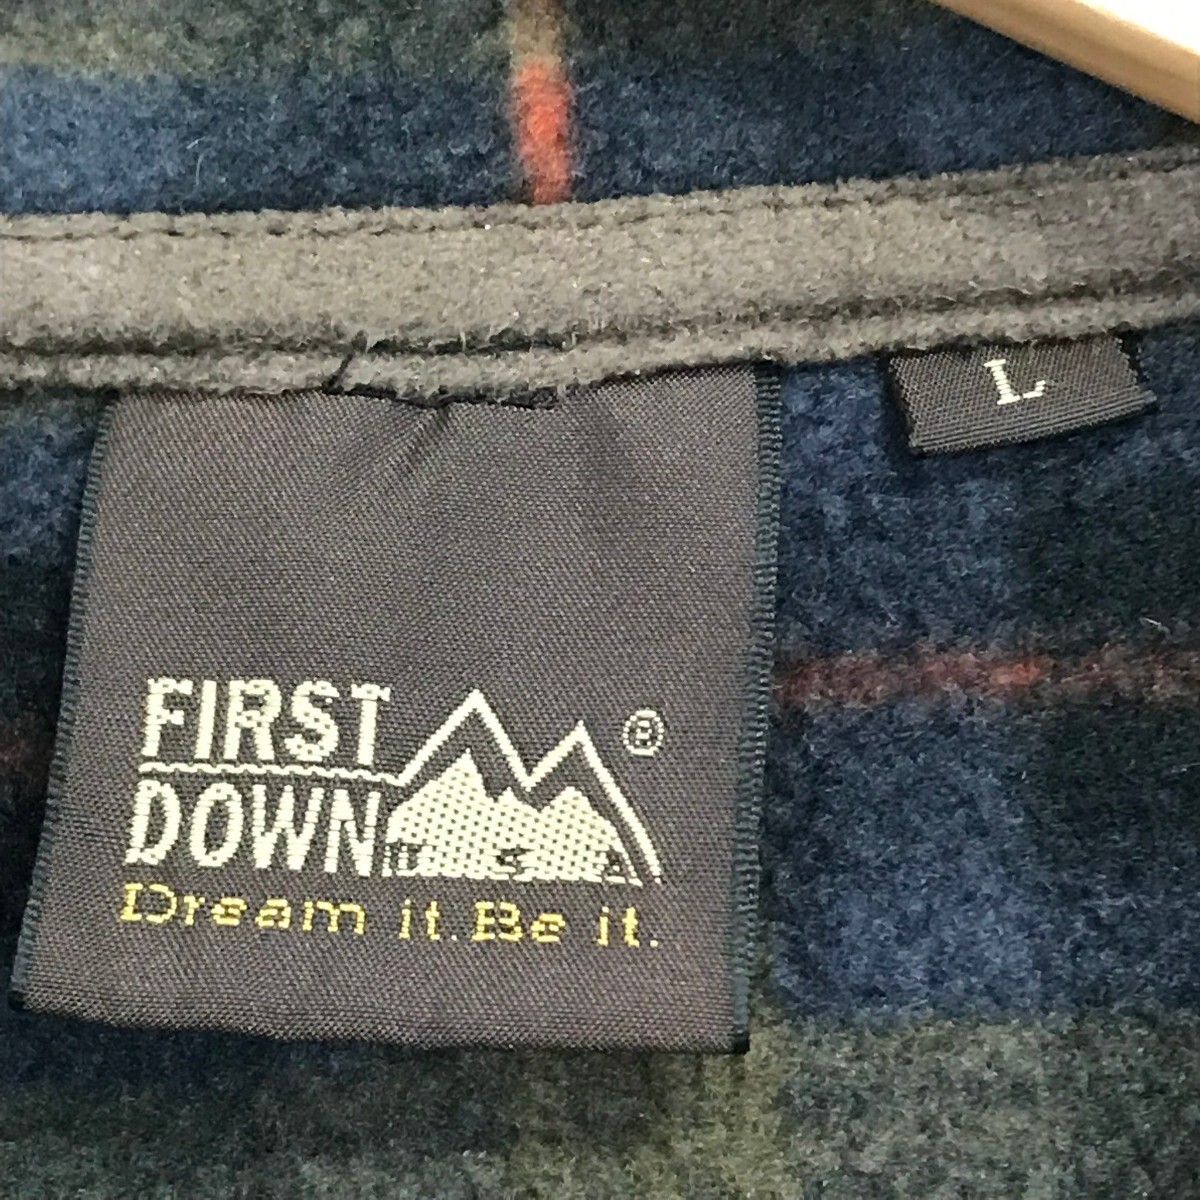 L
FIRST
DOWN
®
U.S.A
Dream it. Be it.